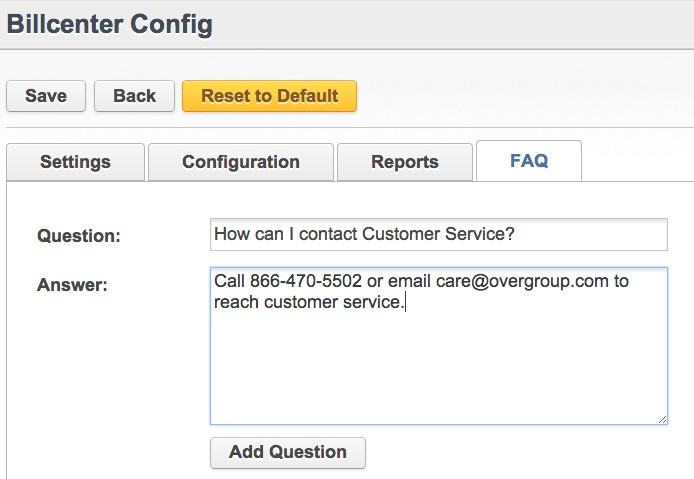 Billcenter Config
Save Back Reset to Default
Settings Configuration Reports FAQ
Question: How can I contact Customer Service?
Answer: Call 866-470-5502 or email care@overgroup.com to
reach customer service.
Add Question